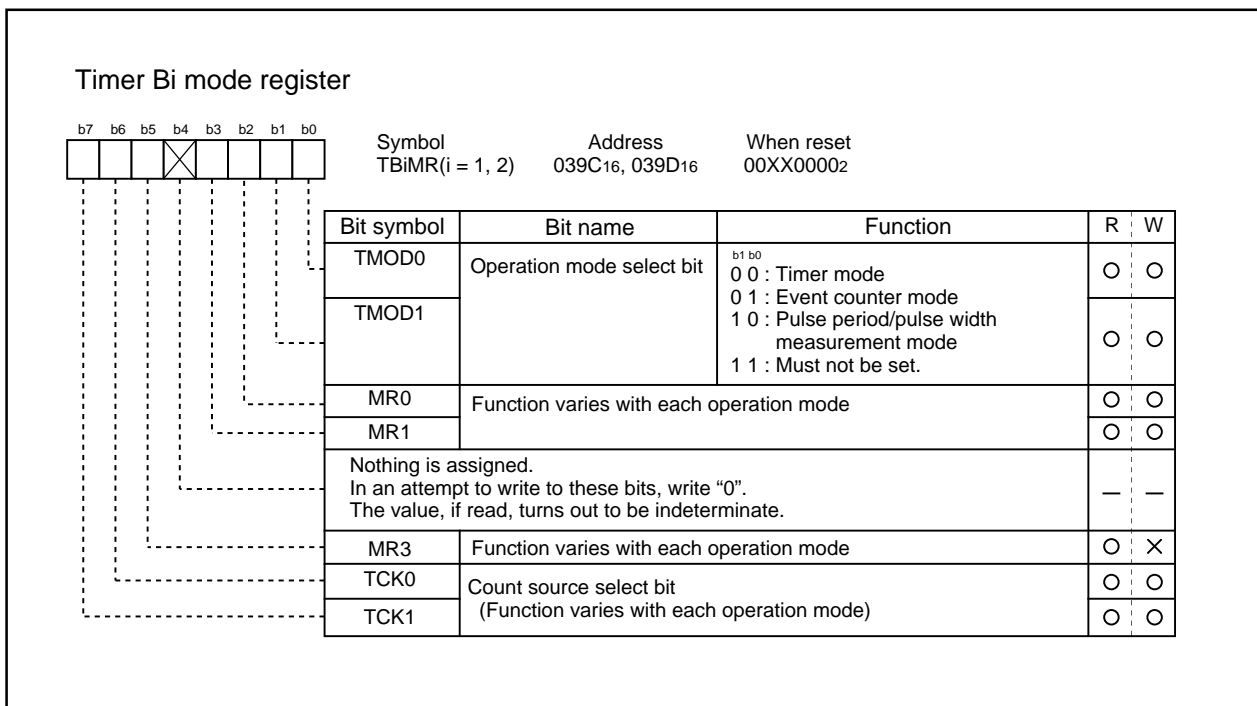 Timer Bi mode register
b7 b6 b5 b4 b3 b2 b1 b0
Symbol Address When reset
TBiMR(i = 1, 2) 039C16, 039D16 00XX00002
Bit symbol Bit name Function R W
TMOD0 Operation mode select bit b1 b0
0 0 : Timer mode O O
0 1 : Event counter mode
TMOD1 1 0 : Pulse period/pulse width
measurement mode O O
1 1 : Must not be set.
MR0 Function varies with each operation mode O O
MR1 O O
Nothing is assigned.
In an attempt to write to these bits, write “0”. — —
The value, if read, turns out to be indeterminate.
MR3 Function varies with each operation mode O ×
TCK0 Count source select bit O O
TCK1 (Function varies with each operation mode) O O